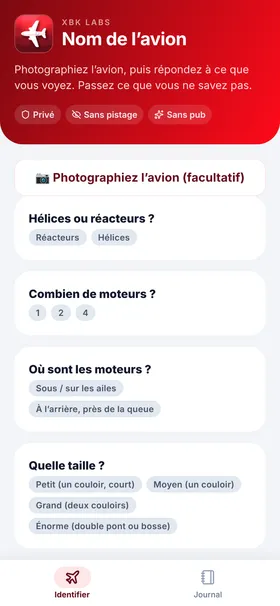 XBK LABS
Nom de l’avion
Photographiez l’avion, puis répondez à ce que
vous voyez. Passez ce que vous ne savez pas.
Privé
Sans pistage
Sans pub
Photographiez l’avion (facultatif)
Hélices ou réacteurs ?
Réacteurs
Hélices
Combien de moteurs ?
1
2
4
Où sont les moteurs ?
Sous / sur les ailes
À l’arrière, près de la queue
Quelle taille ?
Petit (un couloir, court)
Moyen (un couloir)
Grand (deux couloirs)
Énorme (double pont ou bosse)
Identifier
Journal